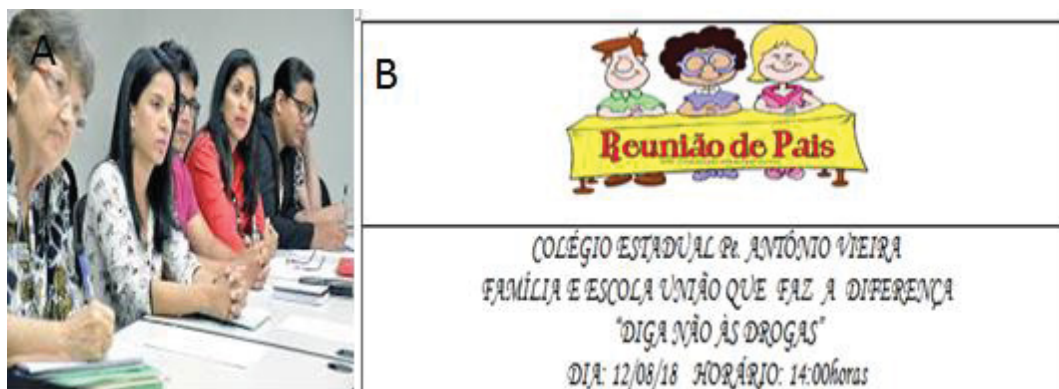 A
B
Reunião de Pais
COLÉGIO ESTADUAL Pe. ANTÓNIO VIEIRA
FAMÍLIA E ESCOLA UNIÃO QUE FAZ A DIFERENÇA
"DIGA NÃO ÀS DROGAS"
DIA: 12/08/18 HORÁRIO: 14:00horas